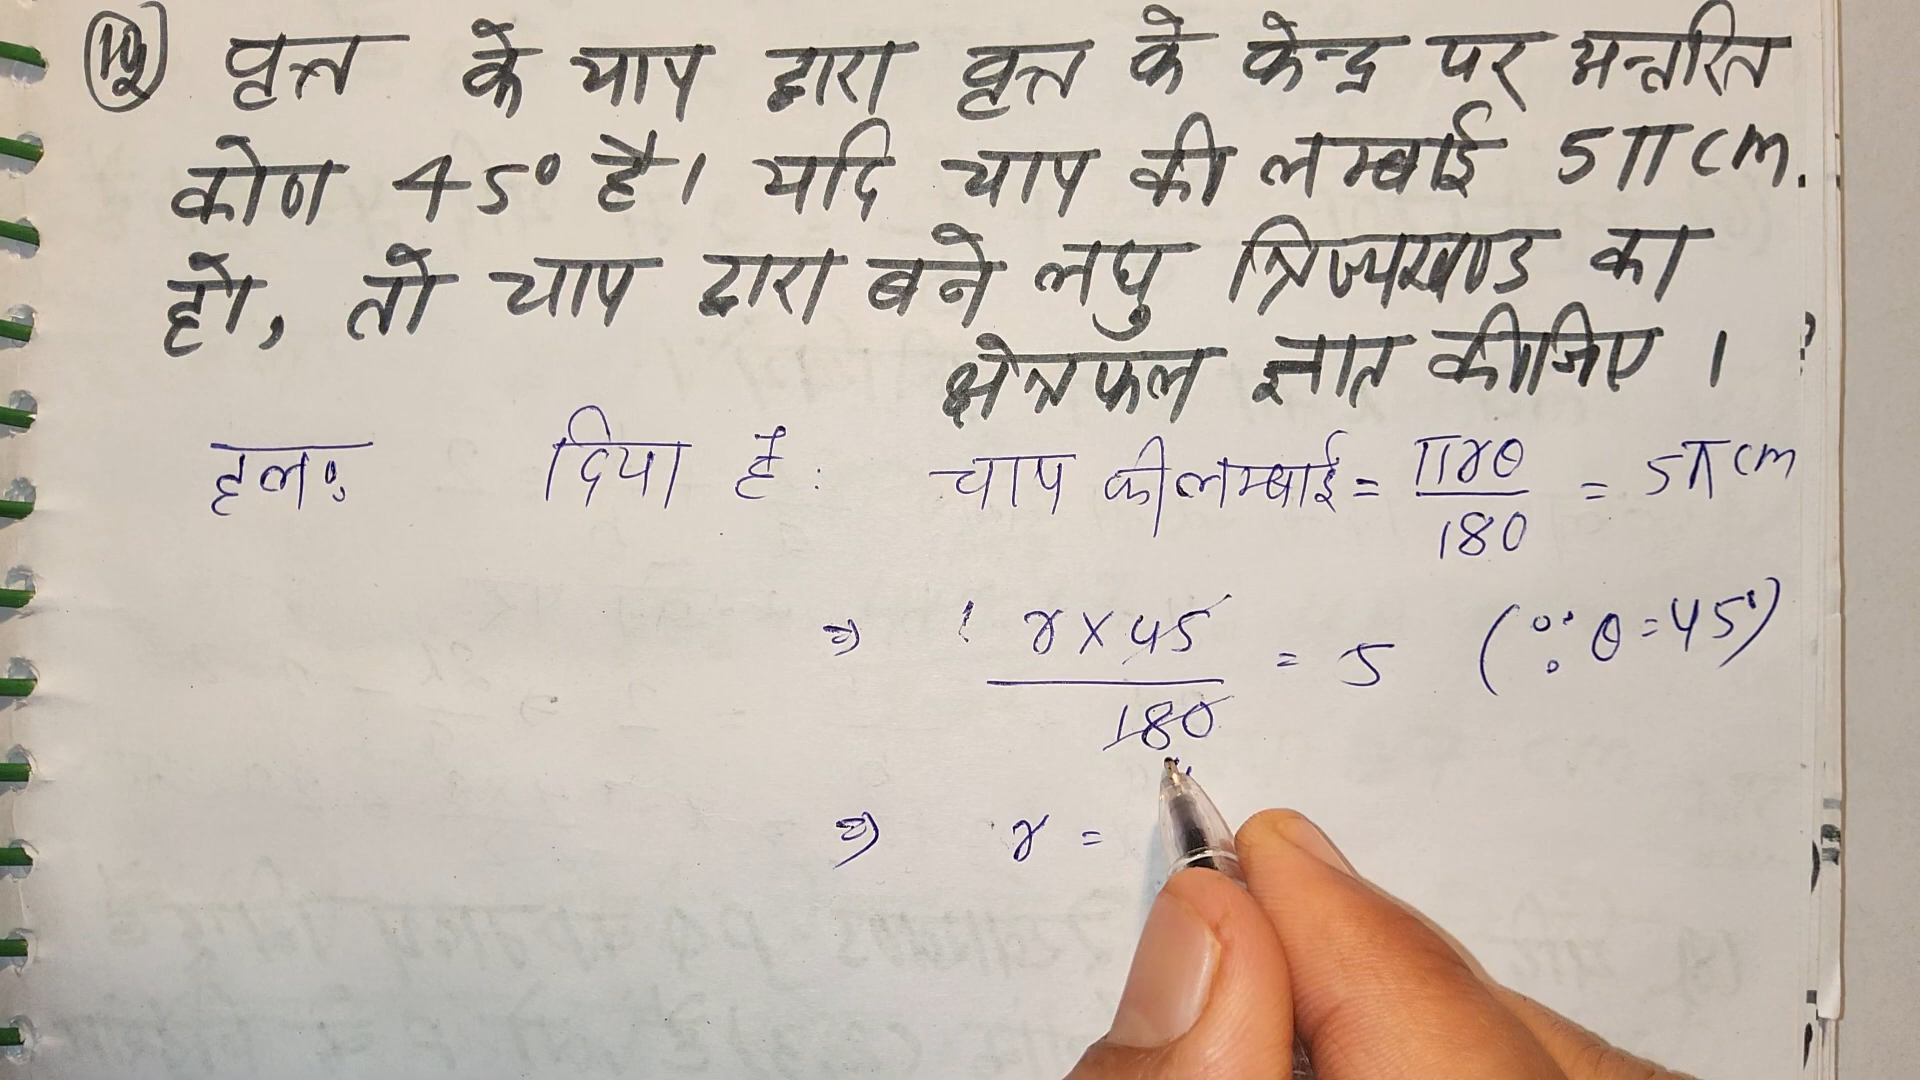 वृत्त के चाप द्वारा वृत्त के केन्द्र पर अन्तरित
कोण 45° है। यदि चाप की लम्बाई 5π cm.
हो, तो चाप द्वारा बने लघु त्रिज्यखण्ड का
क्षेत्रफल ज्ञात कीजिए ।
हल: दिया है: चाप की लम्बाई = πrθ/180 = 5π cm
⇒ r × 45/180 = 5 (∵ θ = 45°)
⇒ r =